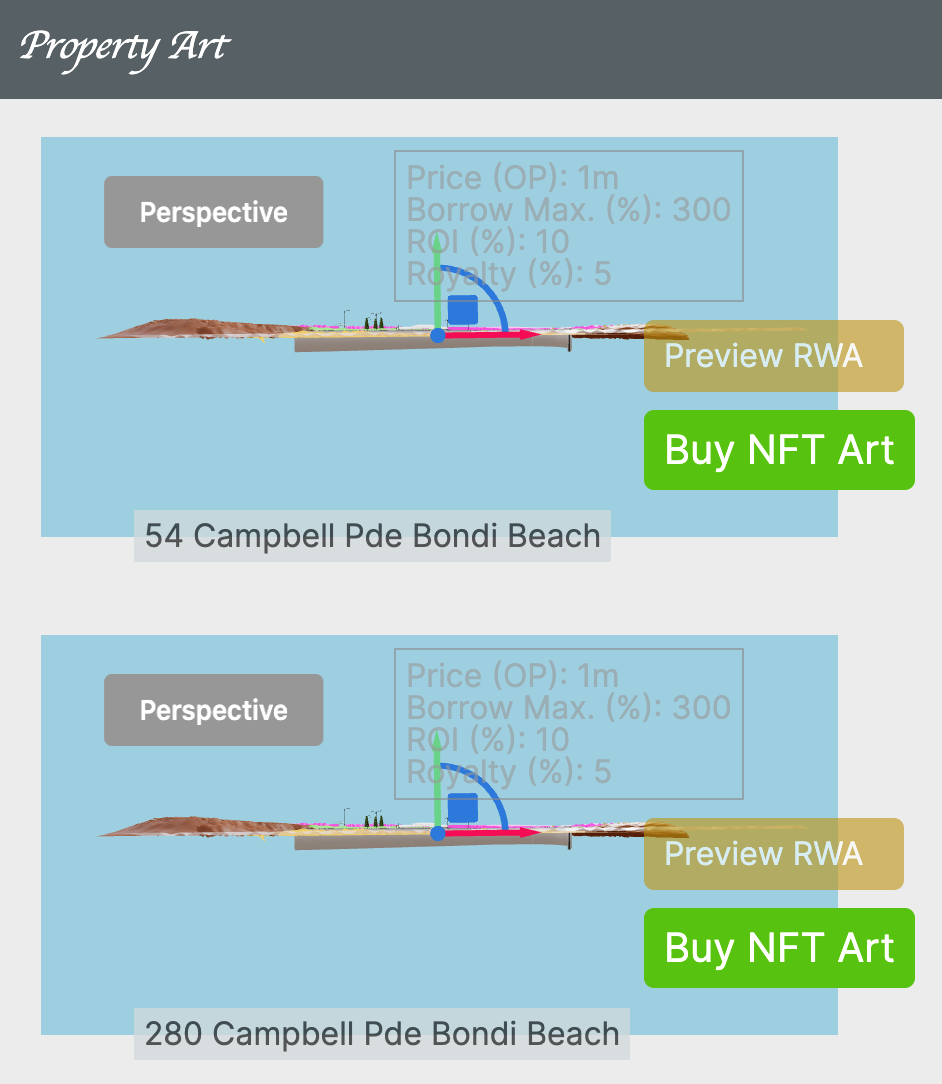 Property Art
Perspective
Price (OP): 1m
Borrow Max. (%): 300
ROI (%): 10
Royalty (%): 5
Preview RWA
Buy NFT Art
54 Campbell Pde Bondi Beach
Perspective
Price (OP): 1m
Borrow Max. (%): 300
ROI (%): 10
Royalty (%): 5
Preview RWA
Buy NFT Art
280 Campbell Pde Bondi Beach